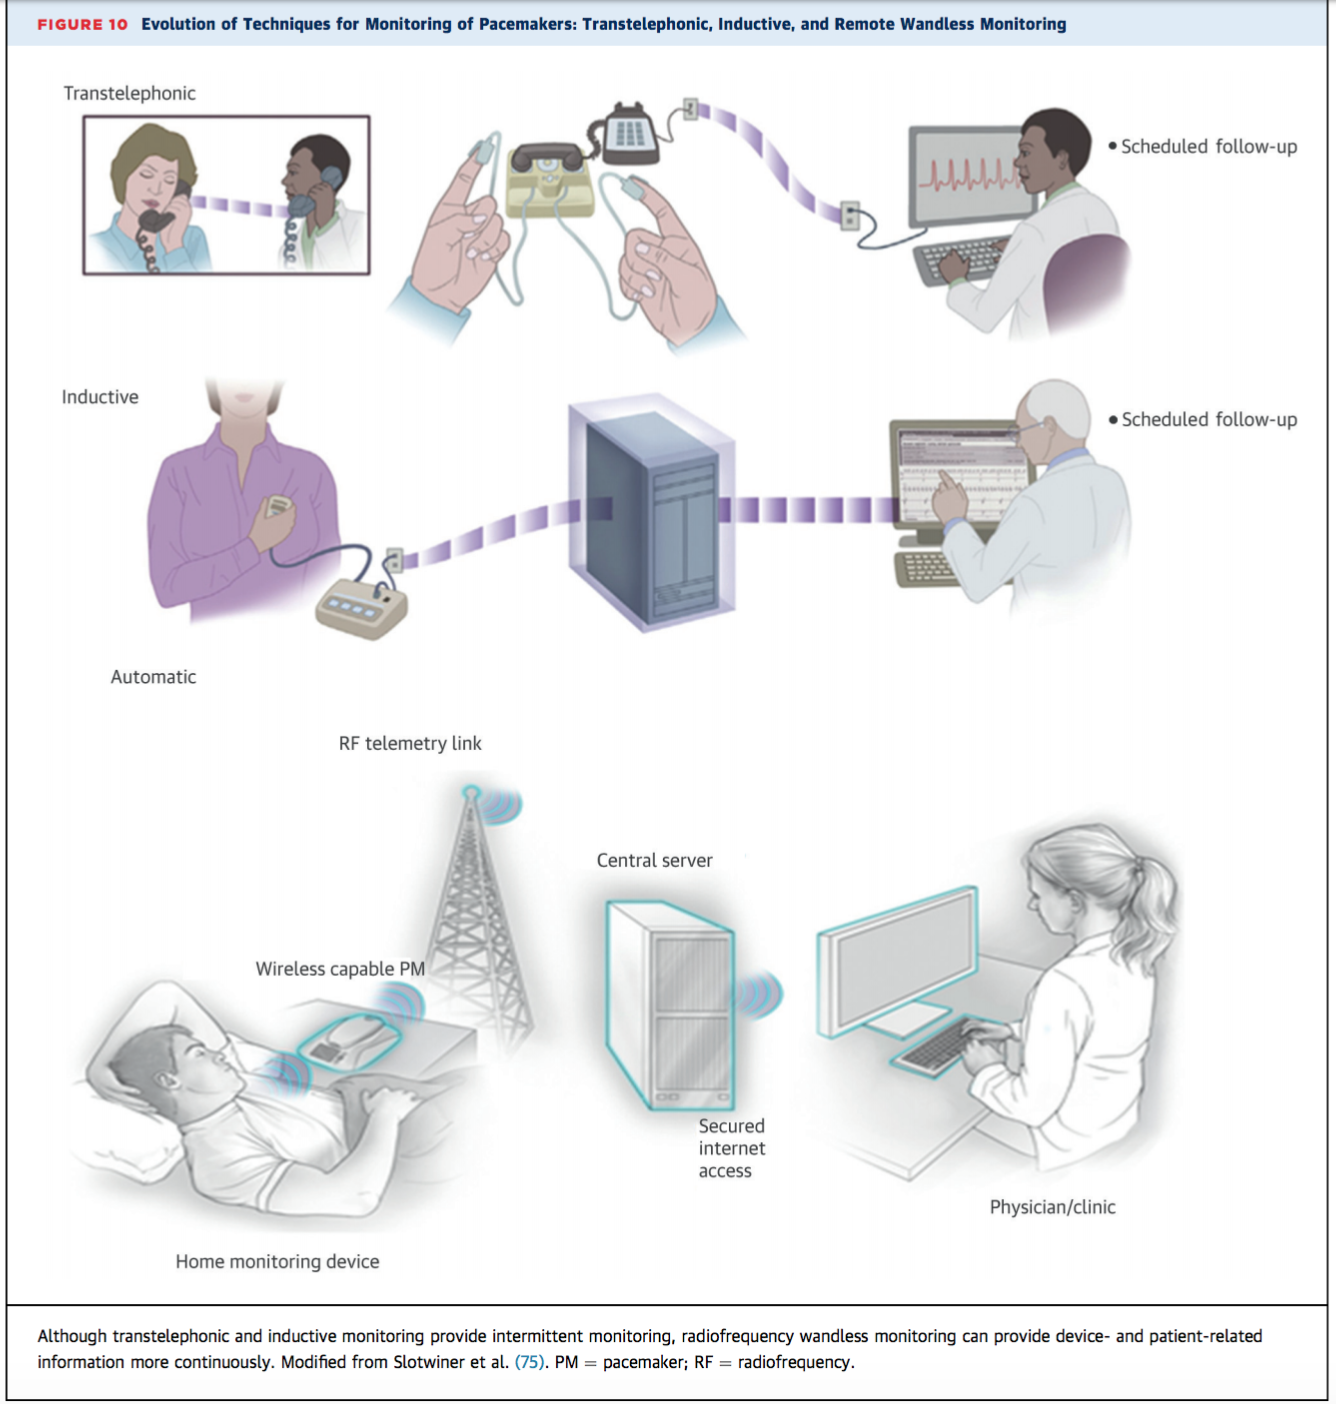 FIGURE 10 Evolution of Techniques for Monitoring of Pacemakers: Transtelephonic, Inductive, and Remote Wandless Monitoring
Transtelephonic
• Scheduled follow-up
Inductive
• Scheduled follow-up
Automatic
RF telemetry link
Central server
Wireless capable PM
Secured
internet
access
Physician/clinic
Home monitoring device
Although transtelephonic and inductive monitoring provide intermittent monitoring, radiofrequency wandless monitoring can provide device- and patient-related
information more continuously. Modified from Slotwiner et al. (75). PM = pacemaker; RF = radiofrequency.